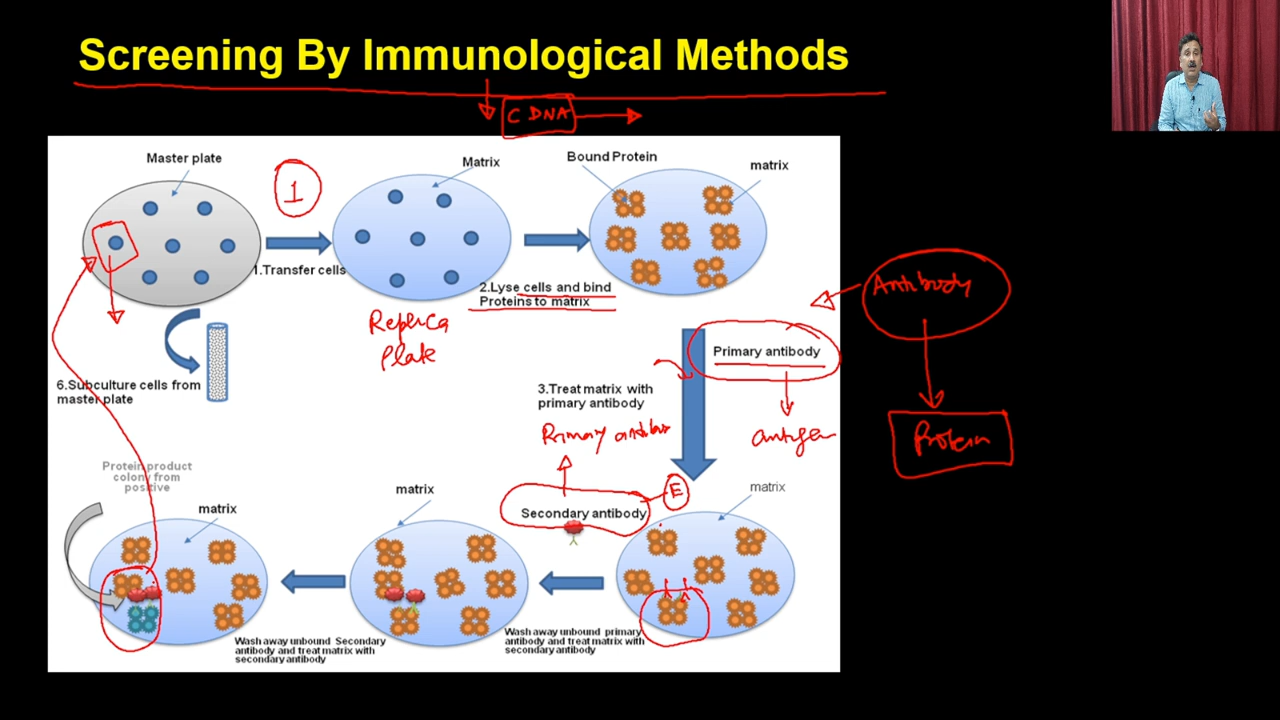 Screening By Immunological Methods
C DNA
Master plate
1
Matrix
Bound Protein
matrix
1.Transfer cells
2.Lyse cells and bind
Proteins to matrix
Replica
Plate
Antibody
Protein
Primary antibody
antigen
3.Treat matrix with
primary antibody
Primary
6.Subculture cells from
master plate
Protein product
colony from
positive
matrix
matrix
E
Secondary antibody
matrix
Wash away unbound Secondary
antibody and treat matrix with
secondary antibody
Wash away unbound primary
antibody and treat matrix with
secondary antibody